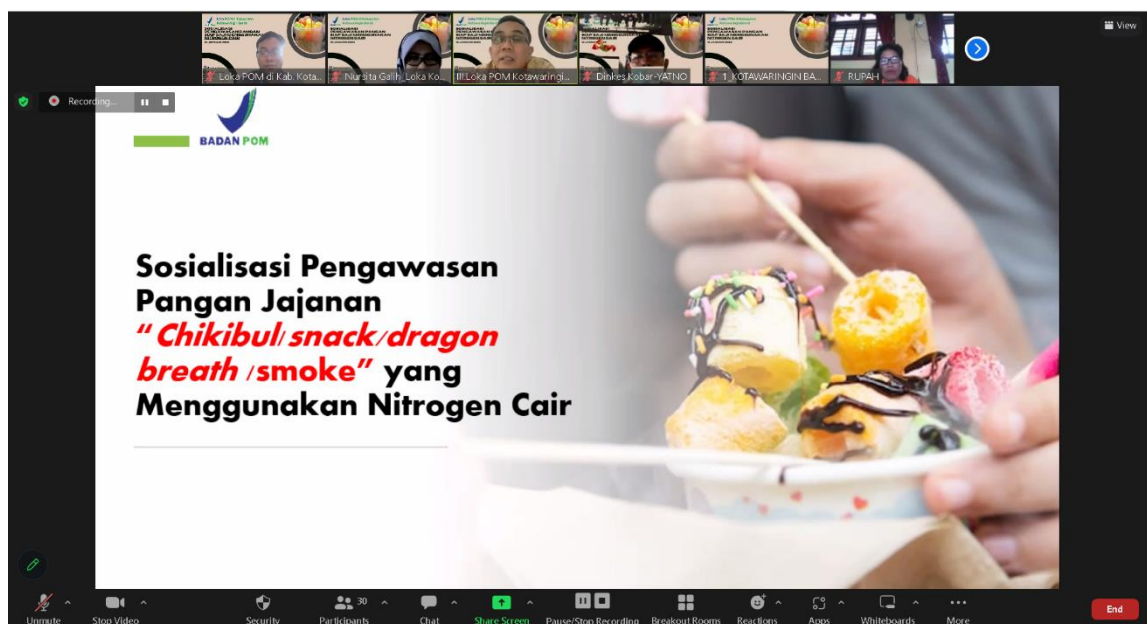 View
Loka POM di Kab. Kota...
Nursita Galih_Loka Ko...
III.Loka POM Kotawaringi...
Dinkes Kobar-YATNO
1_KOTAWARINGIN BA...
RUPAH
Recording...
BADAN POM
Sosialisasi Pengawasan
Pangan Jajanan
“Chikibul/snack/dragon
breath /smoke” yang
Menggunakan Nitrogen Cair
30
Unmute
Stop Video
Security
Participants
Chat
Share Screen
Pause/Stop Recording
Breakout Rooms
Reactions
Apps
Whiteboards
More
End